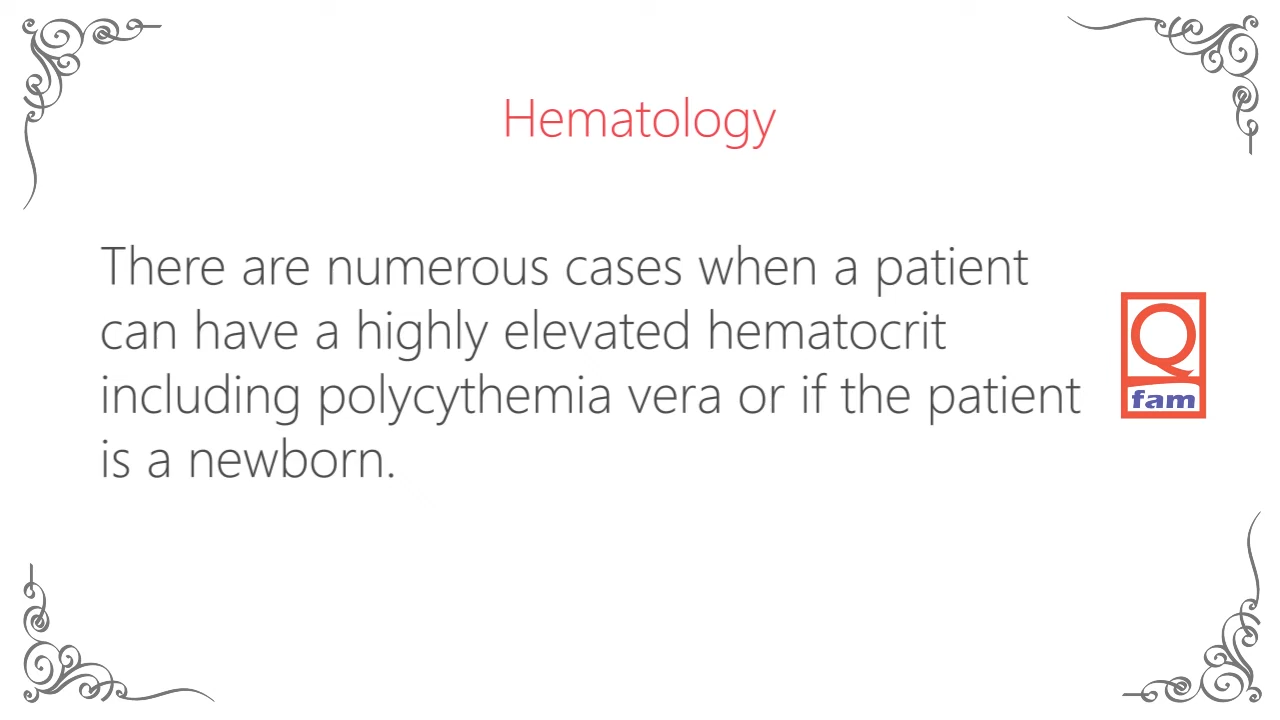 Hematology
There are numerous cases when a patient
can have a highly elevated hematocrit
including polycythemia vera or if the patient
is a newborn.
Q
fam